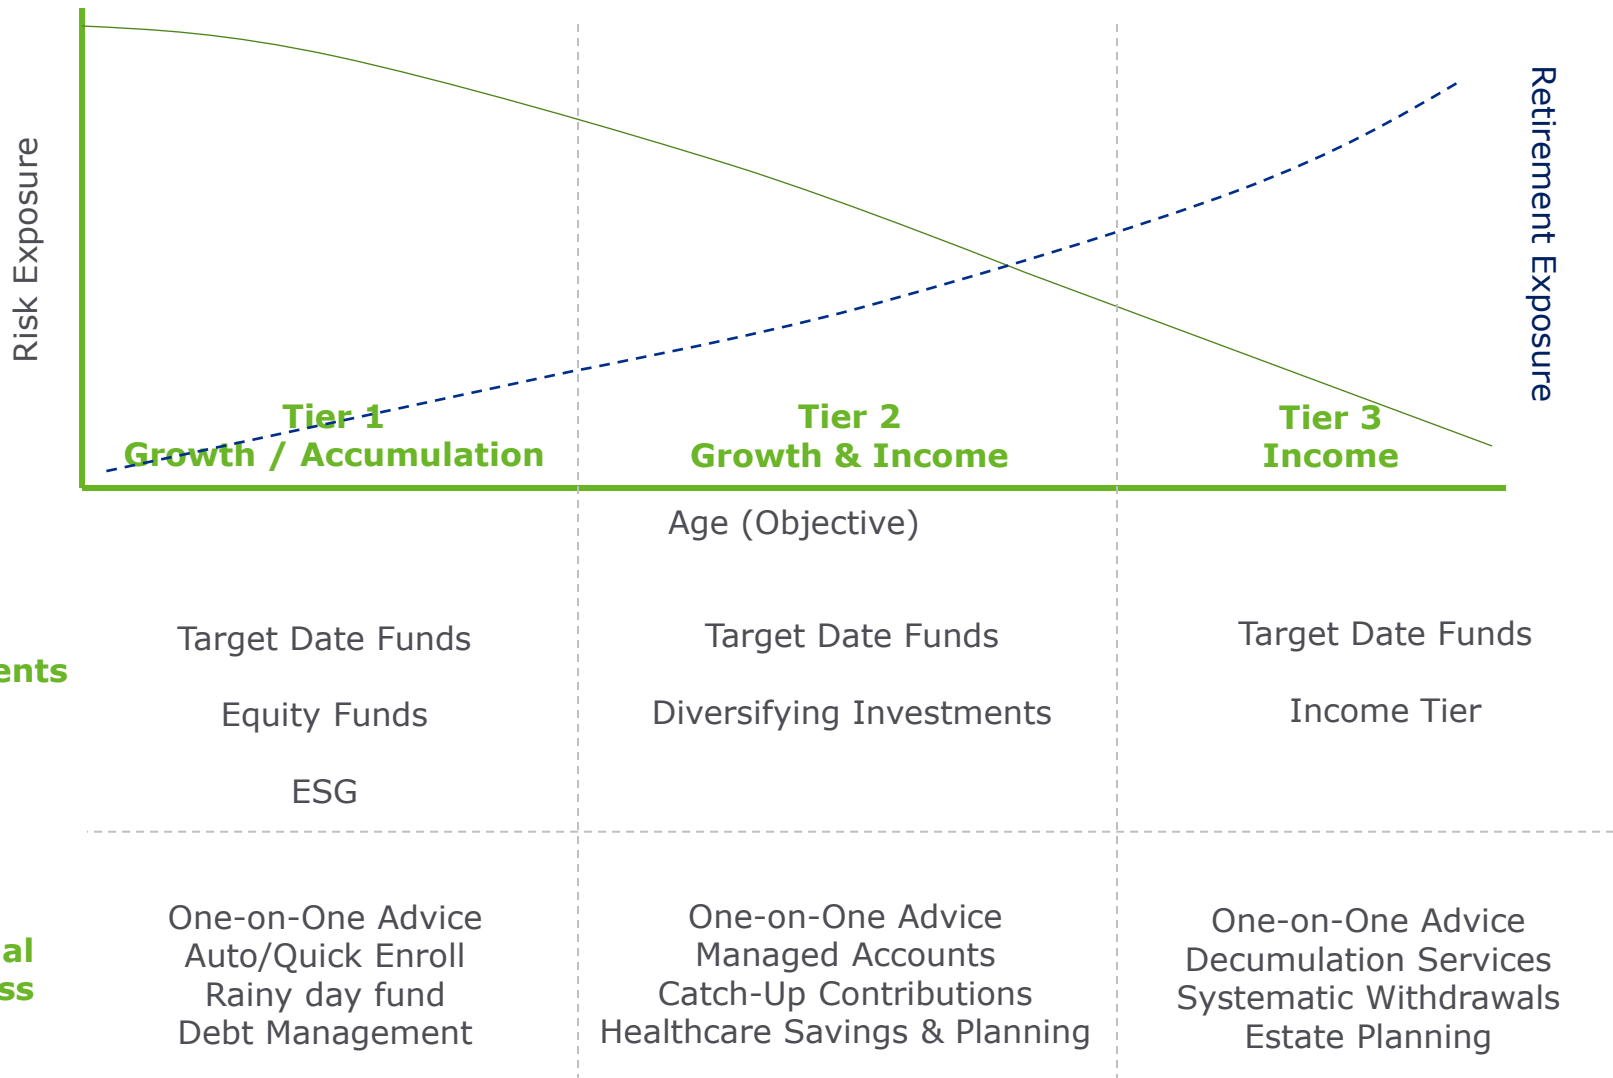 Risk Exposure
Retirement Exposure
Tier 1
Growth / Accumulation
Tier 2
Growth & Income
Tier 3
Income
Age (Objective)
ents
Target Date Funds
Equity Funds
ESG
Target Date Funds
Diversifying Investments
Target Date Funds
Income Tier
al
ss
One-on-One Advice
Auto/Quick Enroll
Rainy day fund
Debt Management
One-on-One Advice
Managed Accounts
Catch-Up Contributions
Healthcare Savings & Planning
One-on-One Advice
Decumulation Services
Systematic Withdrawals
Estate Planning